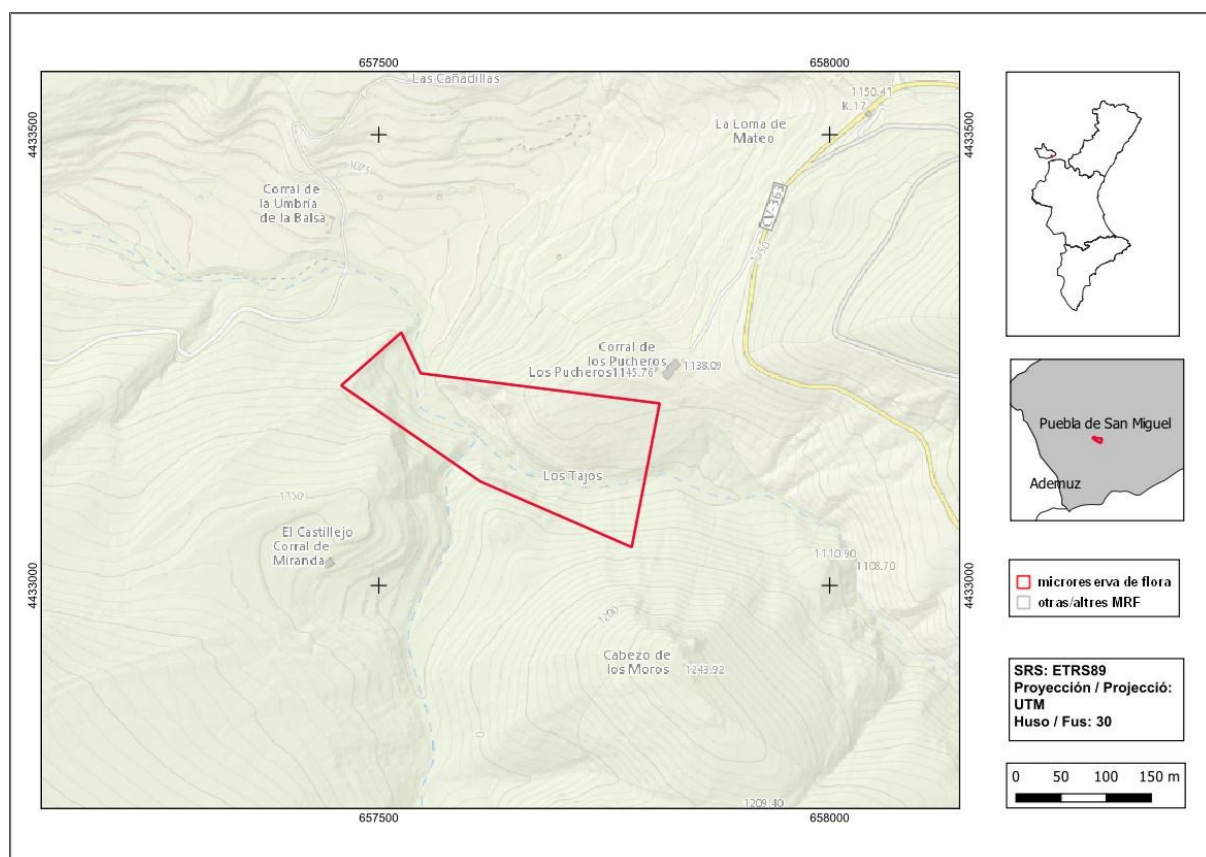 657500
658000
Las Cañadillas
1150.41
K.17
4433500
La Loma de
Mateo
4433500
1025
Corral de
la Umbría
de la Balsa
CV-363
1150
Corral de
los Pucheros
1138.09
Los Pucheros
1145.76
Los Tajos
1150
El Castillejo
Corral de
Miranda
1110.90
1108.70
4433000
4433000
1200
Cabezo de
los Moros
1243.92
1209.40
657500
658000
Puebla de San Miguel
Ademuz
microreserva de flora
otras/altres MRF
SRS: ETRS89
Proyección / Projecció:
UTM
Huso / Fus: 30
0 50 100 150 m